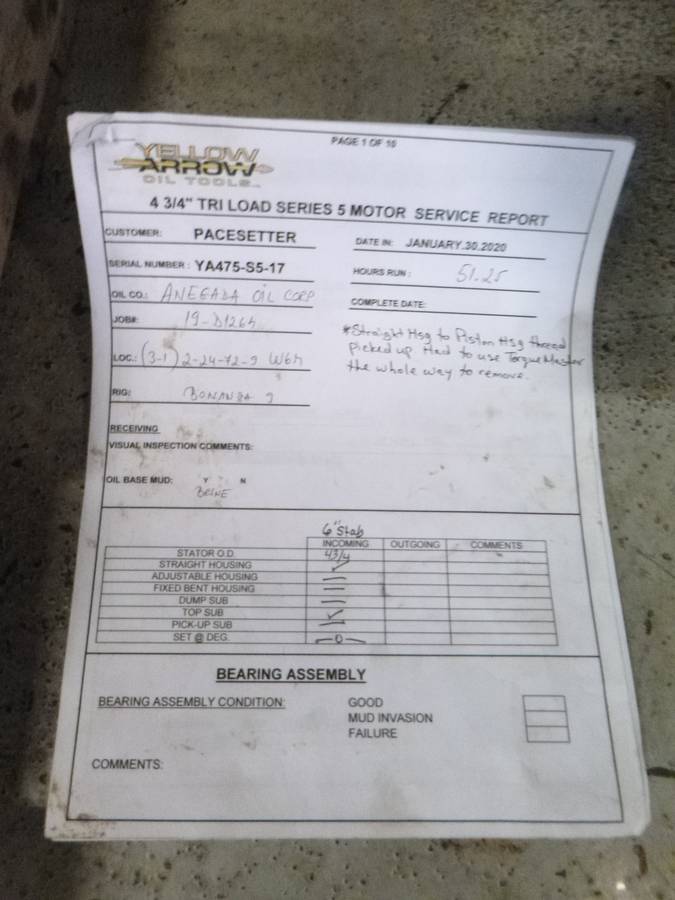 PAGE 1 OF 10
YELLOW
ARROW
OIL TOOLS
4 3/4" TRI LOAD SERIES 5 MOTOR SERVICE REPORT
CUSTOMER: PACESETTER
DATE IN: JANUARY.30.2020
SERIAL NUMBER: YA475-S5-17
HOURS RUN: 51.25
OIL CO.: ANEGADA OIL CORP
COMPLETE DATE:
JOB#:
*Straight Hsg to Piston Hsg thread
picked up. Had to use TorqueMaster
the whole way to remove.
LOC.: (3-1) 2-24-72-9 W6M
RIG: BONANZA 9
RECEIVING
VISUAL INSPECTION COMMENTS:
OIL BASE MUD: Y N
BRINE
6" Stab
INCOMING OUTGOING COMMENTS
STATOR O.D. 4 3/4
STRAIGHT HOUSING
ADJUSTABLE HOUSING
FIXED BENT HOUSING
DUMP SUB
TOP SUB
PICK-UP SUB
SET @ DEG. -0-
BEARING ASSEMBLY
BEARING ASSEMBLY CONDITION: GOOD
MUD INVASION
FAILURE
COMMENTS: